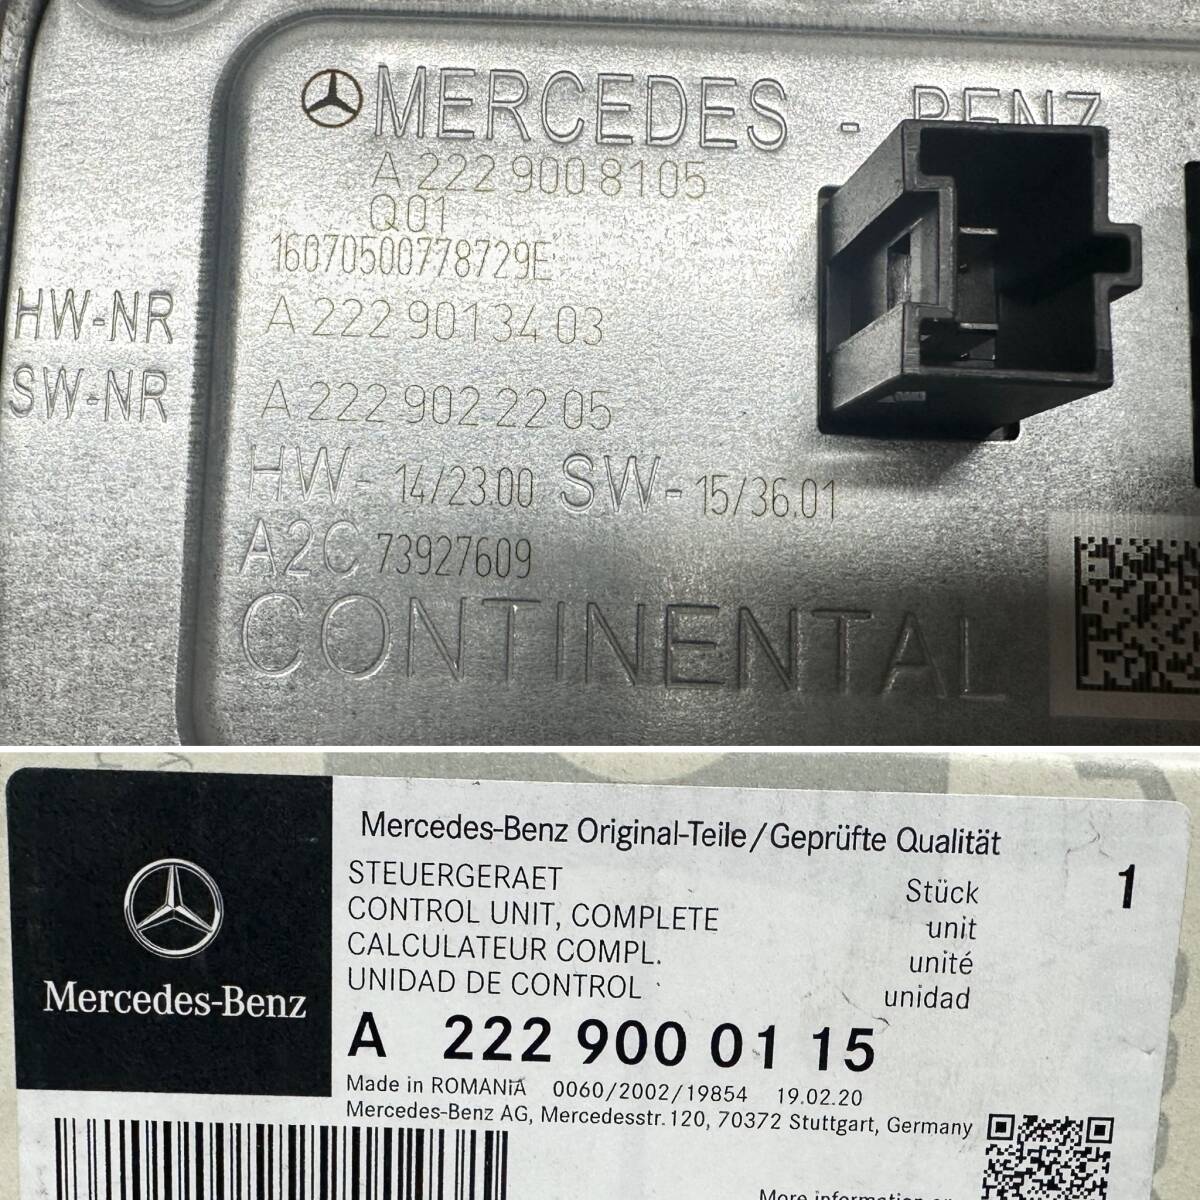 MERCEDES - BENZ
A 222 900 81 05
Q01
16070500778729E
HW-NR A 222 901 34 03
SW-NR A 222 902 22 05
HW- 14/23.00 SW- 15/36.01
A2C 73927609
CONTINENTAL
Mercedes-Benz
Mercedes-Benz Original-Teile/Geprüfte Qualität
STEUERGERAET Stück 1
CONTROL UNIT, COMPLETE unit
CALCULATEUR COMPL. unité
UNIDAD DE CONTROL unidad
A 222 900 01 15
Made in ROMANIA 0060/2002/19854 19.02.20
Mercedes-Benz AG, Mercedesstr. 120, 70372 Stuttgart, Germany
More information on